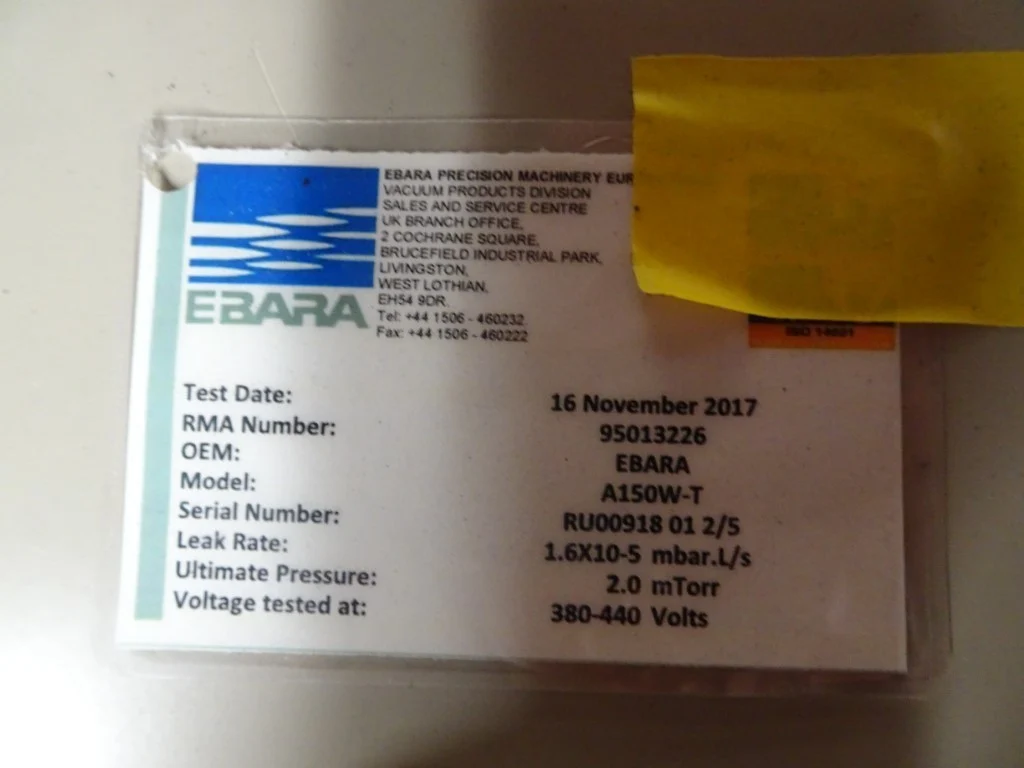 EBARA PRECISION MACHINERY EUR
VACUUM PRODUCTS DIVISION
SALES AND SERVICE CENTRE
UK BRANCH OFFICE,
2 COCHRANE SQUARE,
BRUCEFIELD INDUSTRIAL PARK,
LIVINGSTON,
WEST LOTHIAN,
EH54 9DR.
Tel: +44 1506 - 460232
Fax: +44 1506 - 460222
EBARA
ISO 14001
Test Date: 16 November 2017
RMA Number: 95013226
OEM: EBARA
Model: A150W-T
Serial Number: RU00918 01 2/5
Leak Rate: 1.6X10-5 mbar.L/s
Ultimate Pressure: 2.0 mTorr
Voltage tested at: 380-440 Volts